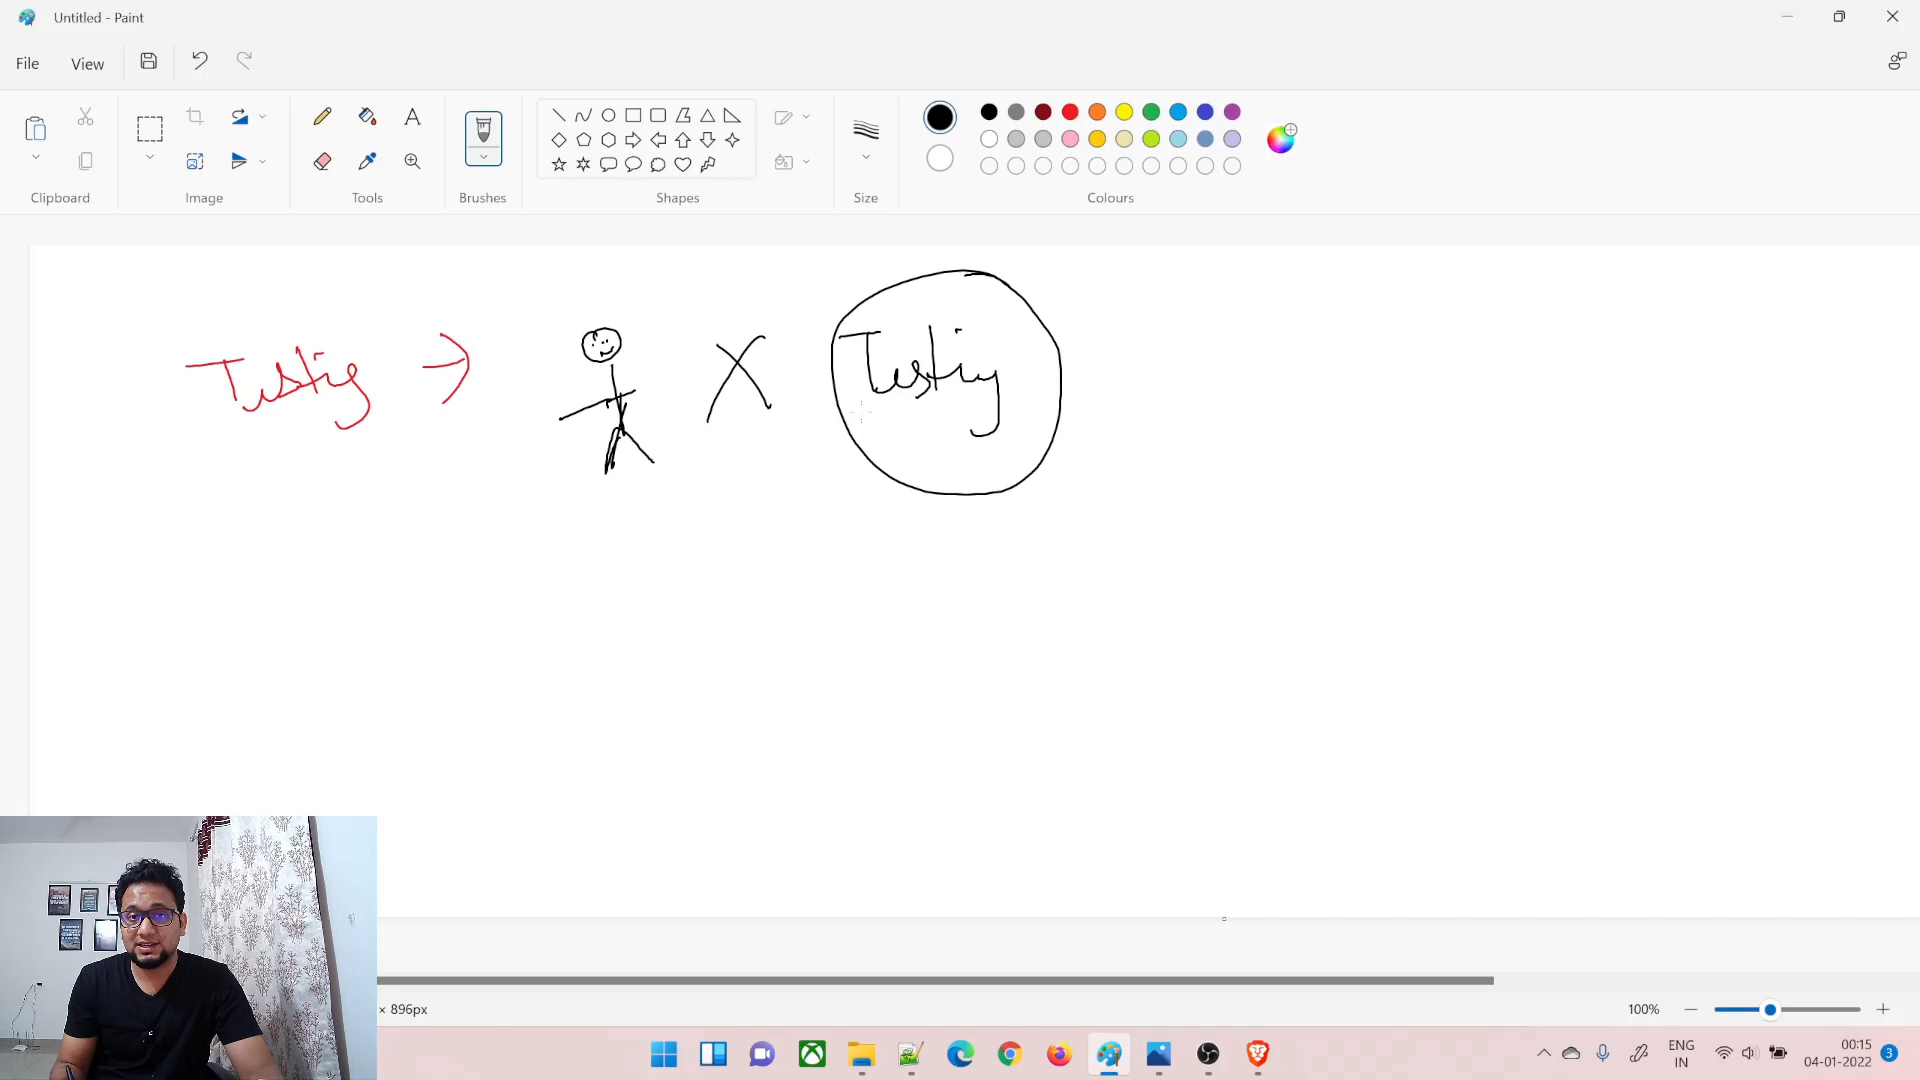 Untitled - Paint
File
View
Clipboard
Image
Tools
Brushes
Shapes
Size
Colours
A
Testing → X Testing
× 896px
100%
ENG
IN
00:15
04-01-2022
3